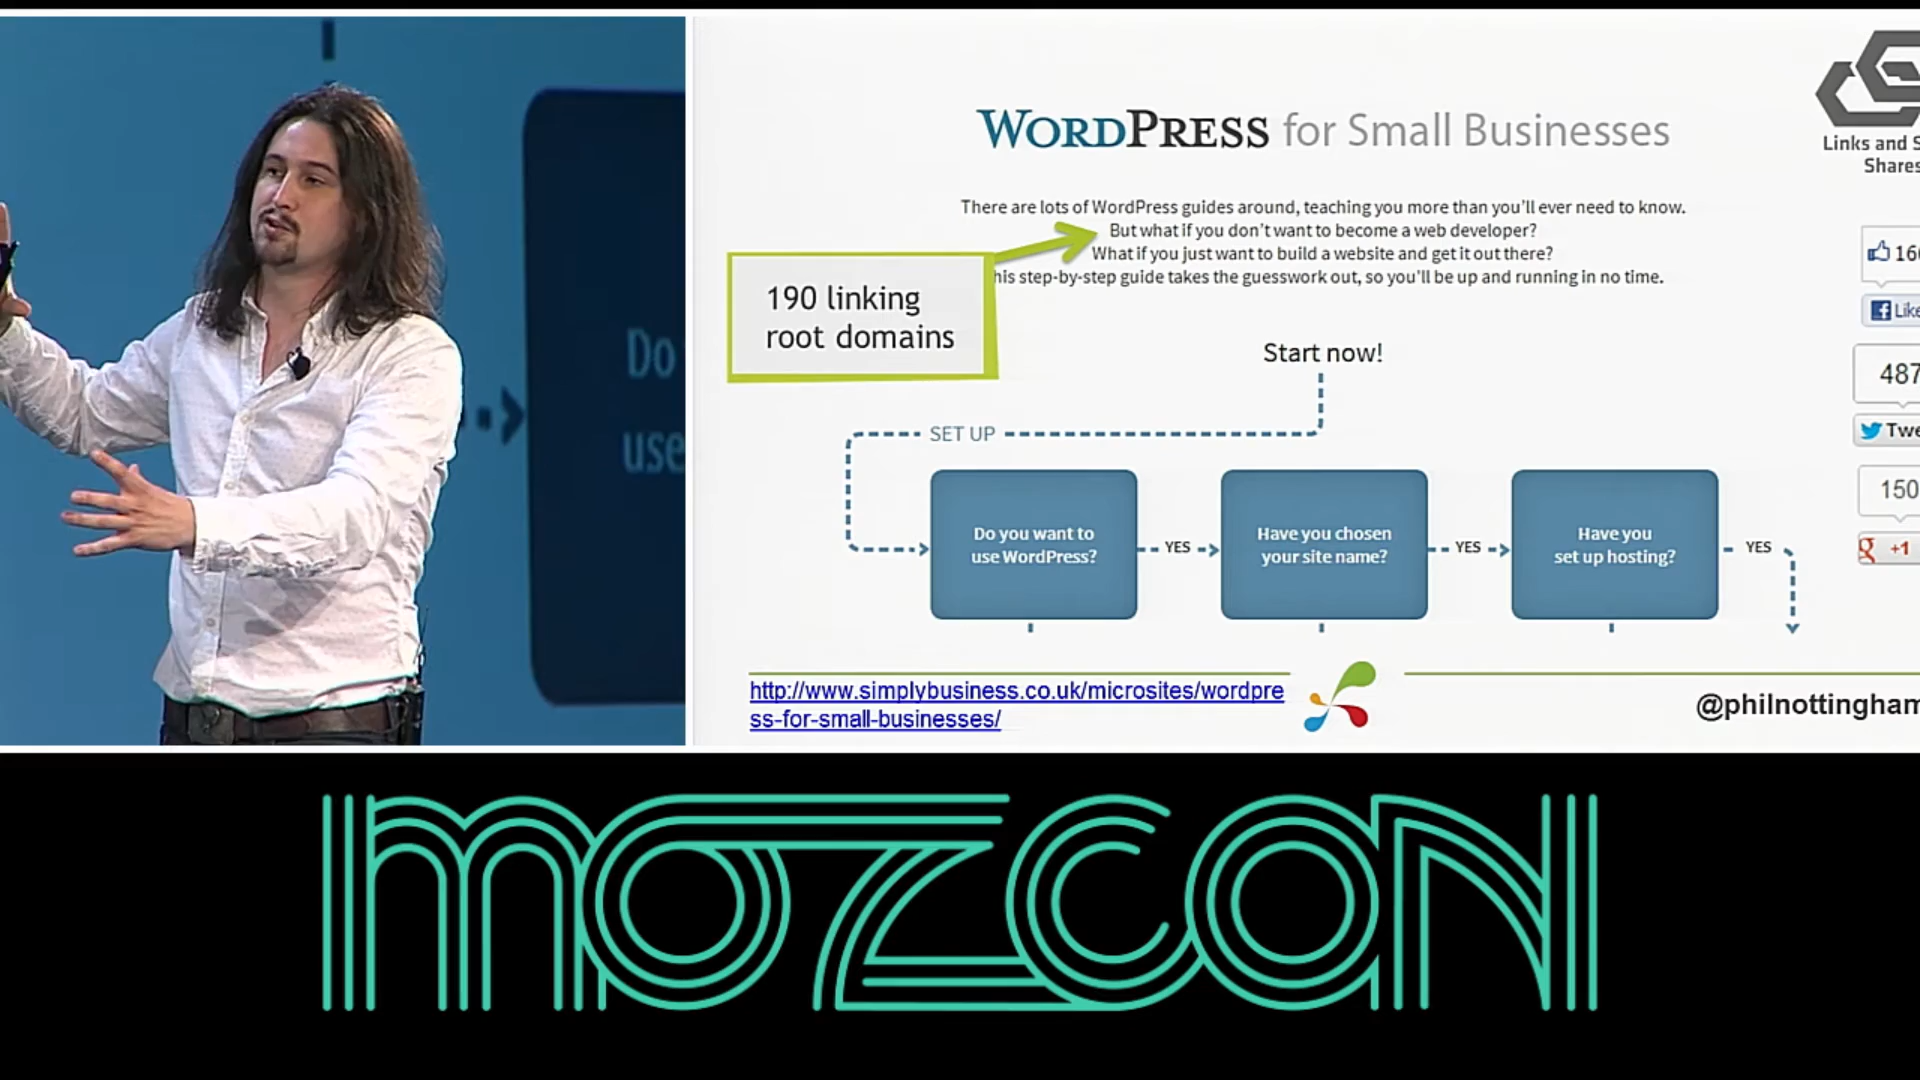 Do
use
WORDPRESS for Small Businesses
Links and S
Shares
There are lots of WordPress guides around, teaching you more than you'll ever need to know.
But what if you don't want to become a web developer?
What if you just want to build a website and get it out there?
his step-by-step guide takes the guesswork out, so you'll be up and running in no time.
190 linking
root domains
Start now!
SET UP
Do you want to
use WordPress?
YES
Have you chosen
your site name?
YES
Have you
set up hosting?
YES
Like
487
Twe
150
+1
http://www.simplybusiness.co.uk/microsites/wordpre
ss-for-small-businesses/
@philnottingham
mozcon